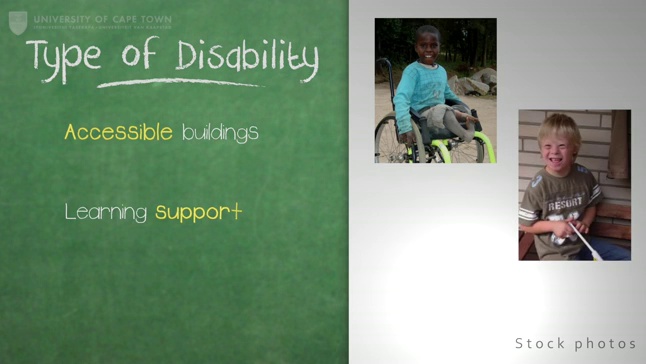 UNIVERSITY OF CAPE TOWN
Type of Disability
Accessible buildings
Learning support
RESORT
Stock photos